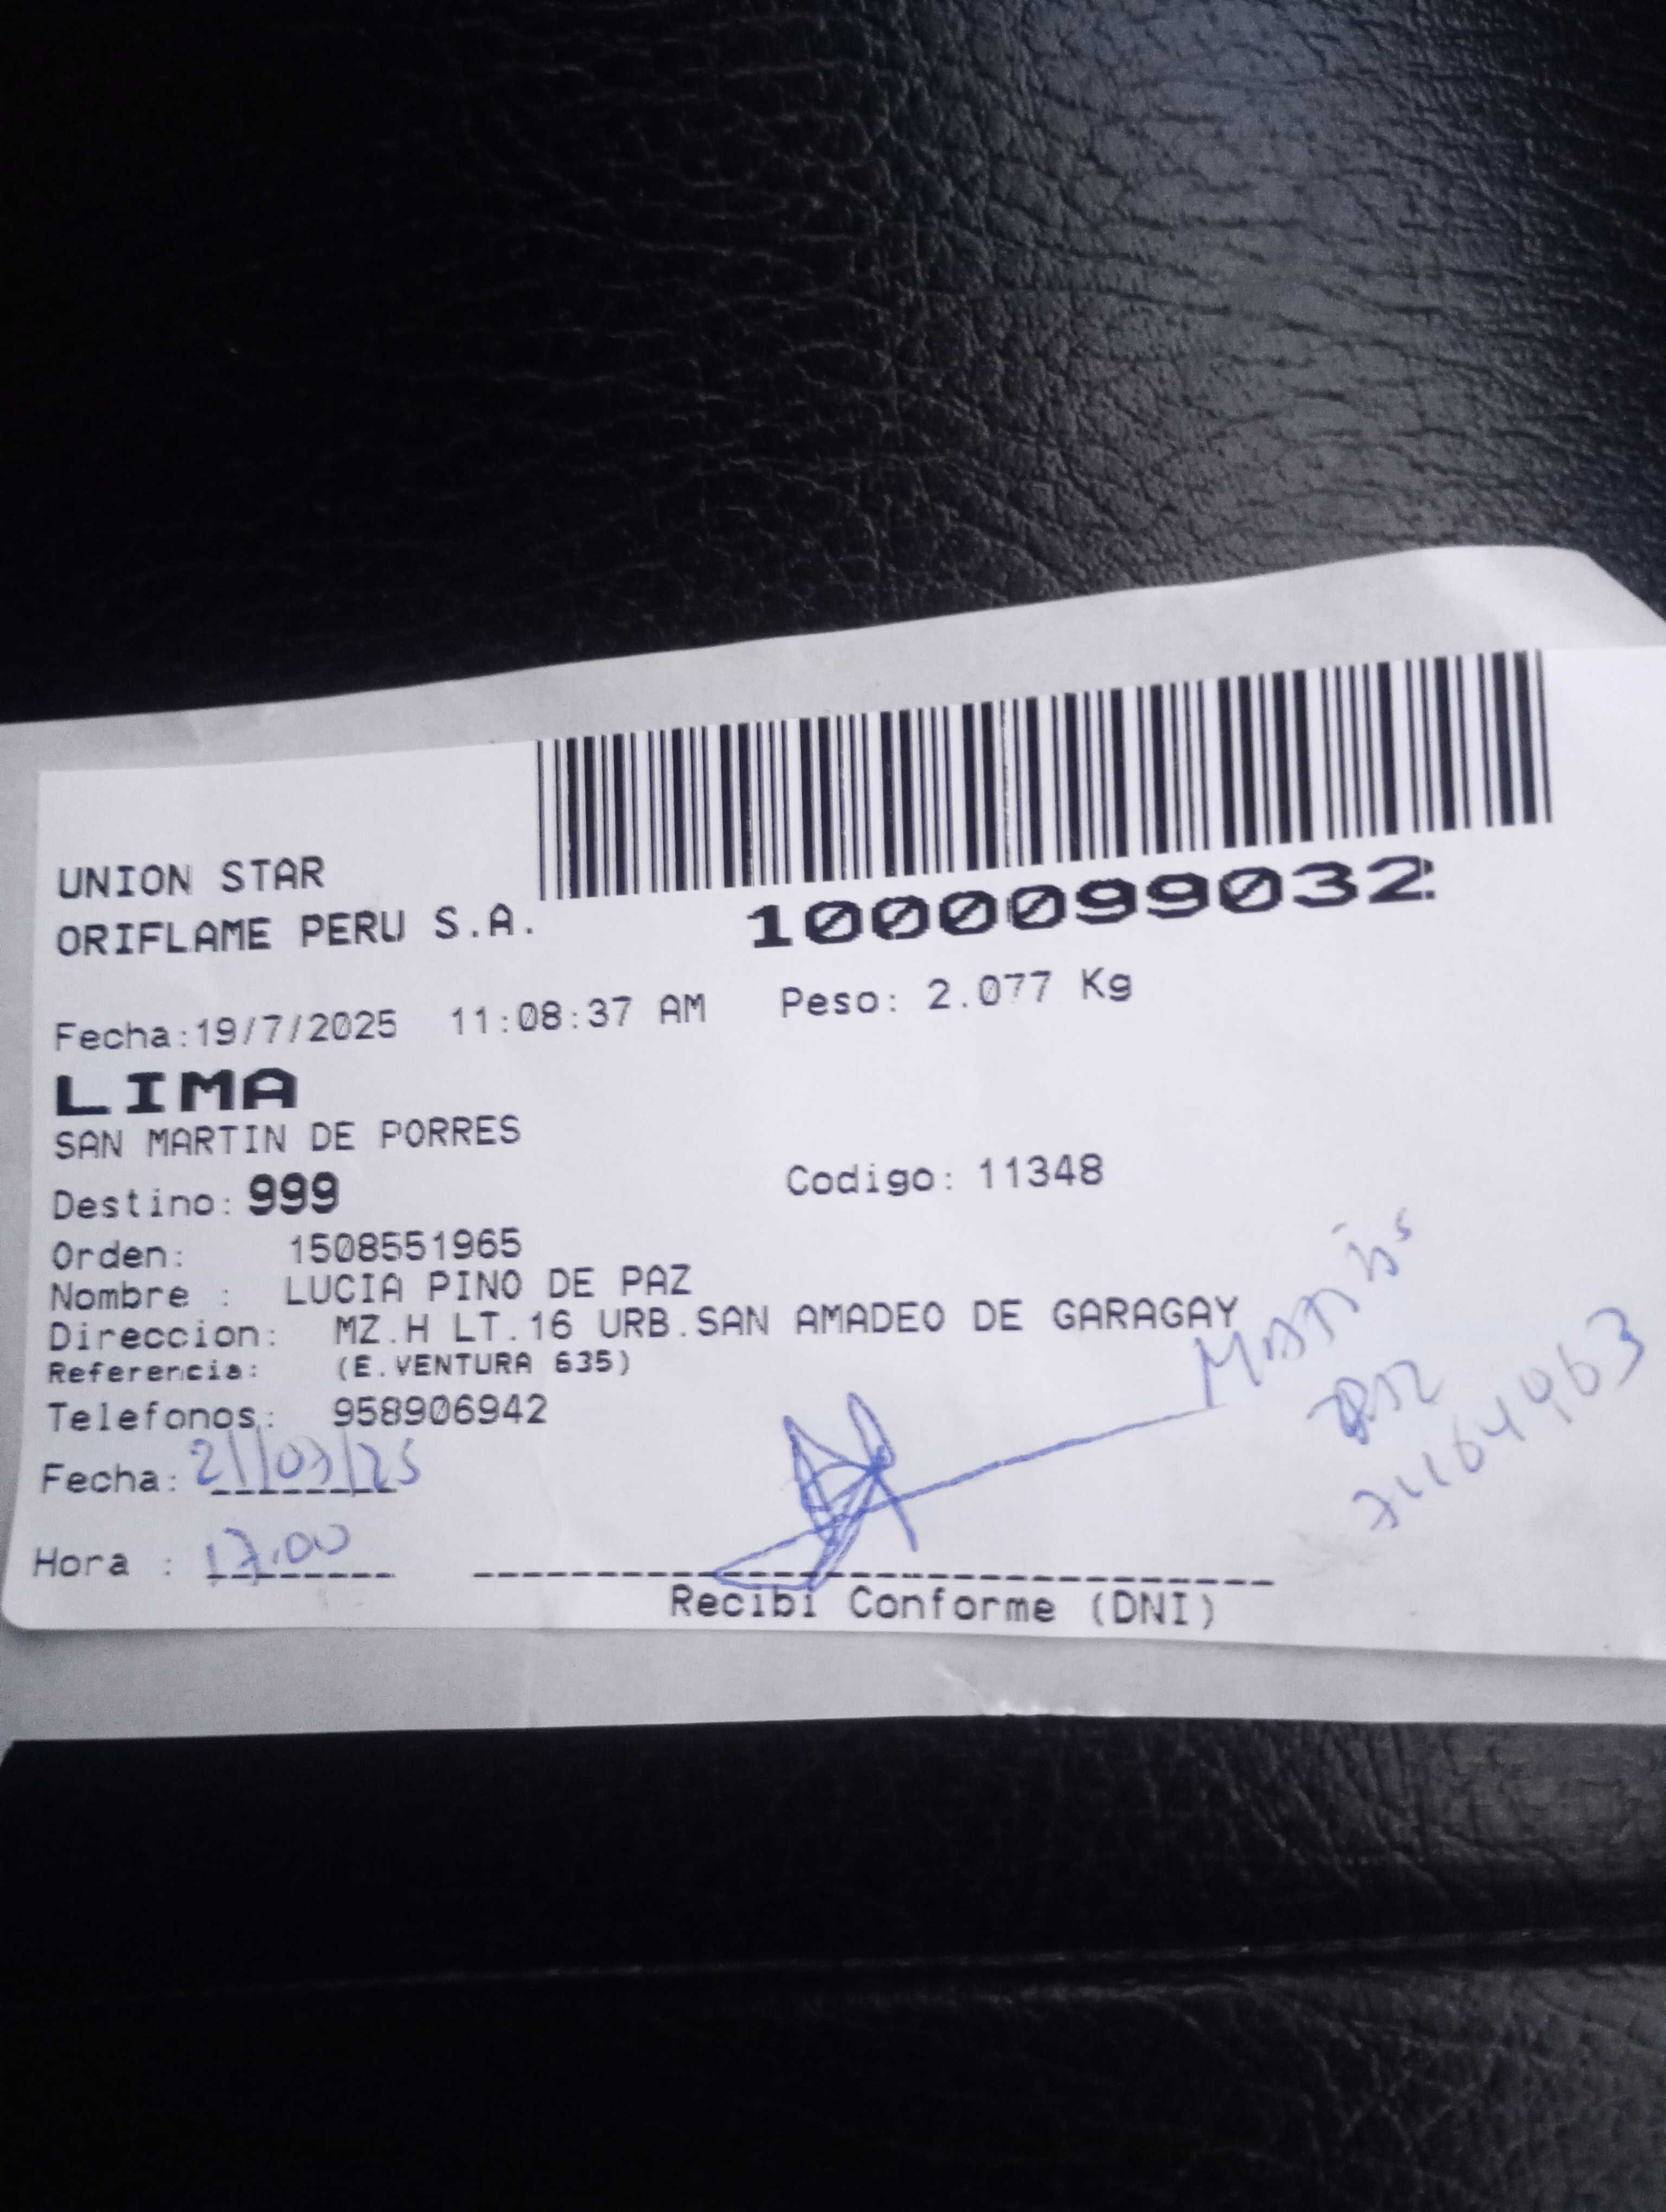 UNION STAR
ORIFLAME PERU S.A.
1000099032
Fecha:19/7/2025 11:08:37 AM Peso: 2.077 Kg
LIMA
SAN MARTIN DE PORRES
Destino: 999 Codigo: 11348
Orden: 1508551965
Nombre : LUCIA PINO DE PAZ
Direccion: MZ.H LT.16 URB.SAN AMADEO DE GARAGAY
Referencia: (E.VENTURA 635)
Telefonos: 958906942
Fecha: 21/07/25
Hora : 17:00
Recibi Conforme (DNI)